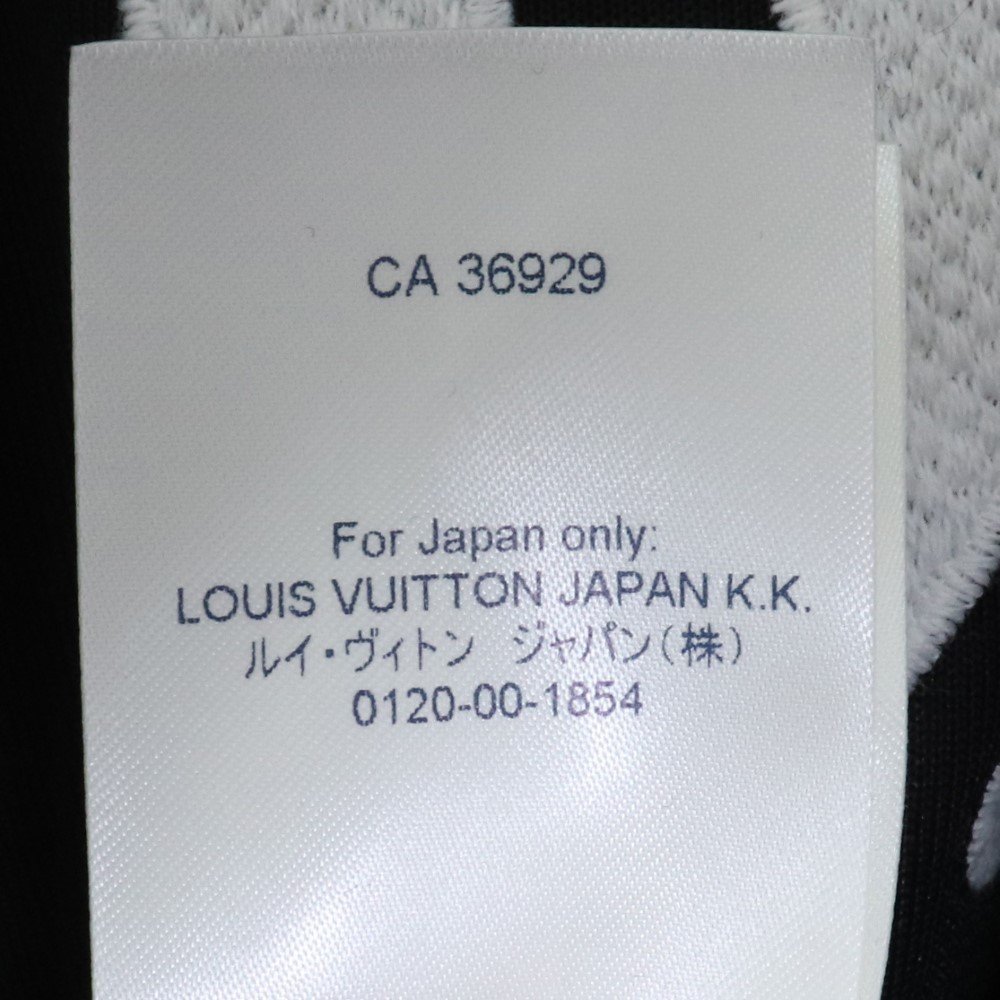 CA 36929
For Japan only:
LOUIS VUITTON JAPAN K.K.
ルイ・ヴィトン ジャパン(株)
0120-00-1854